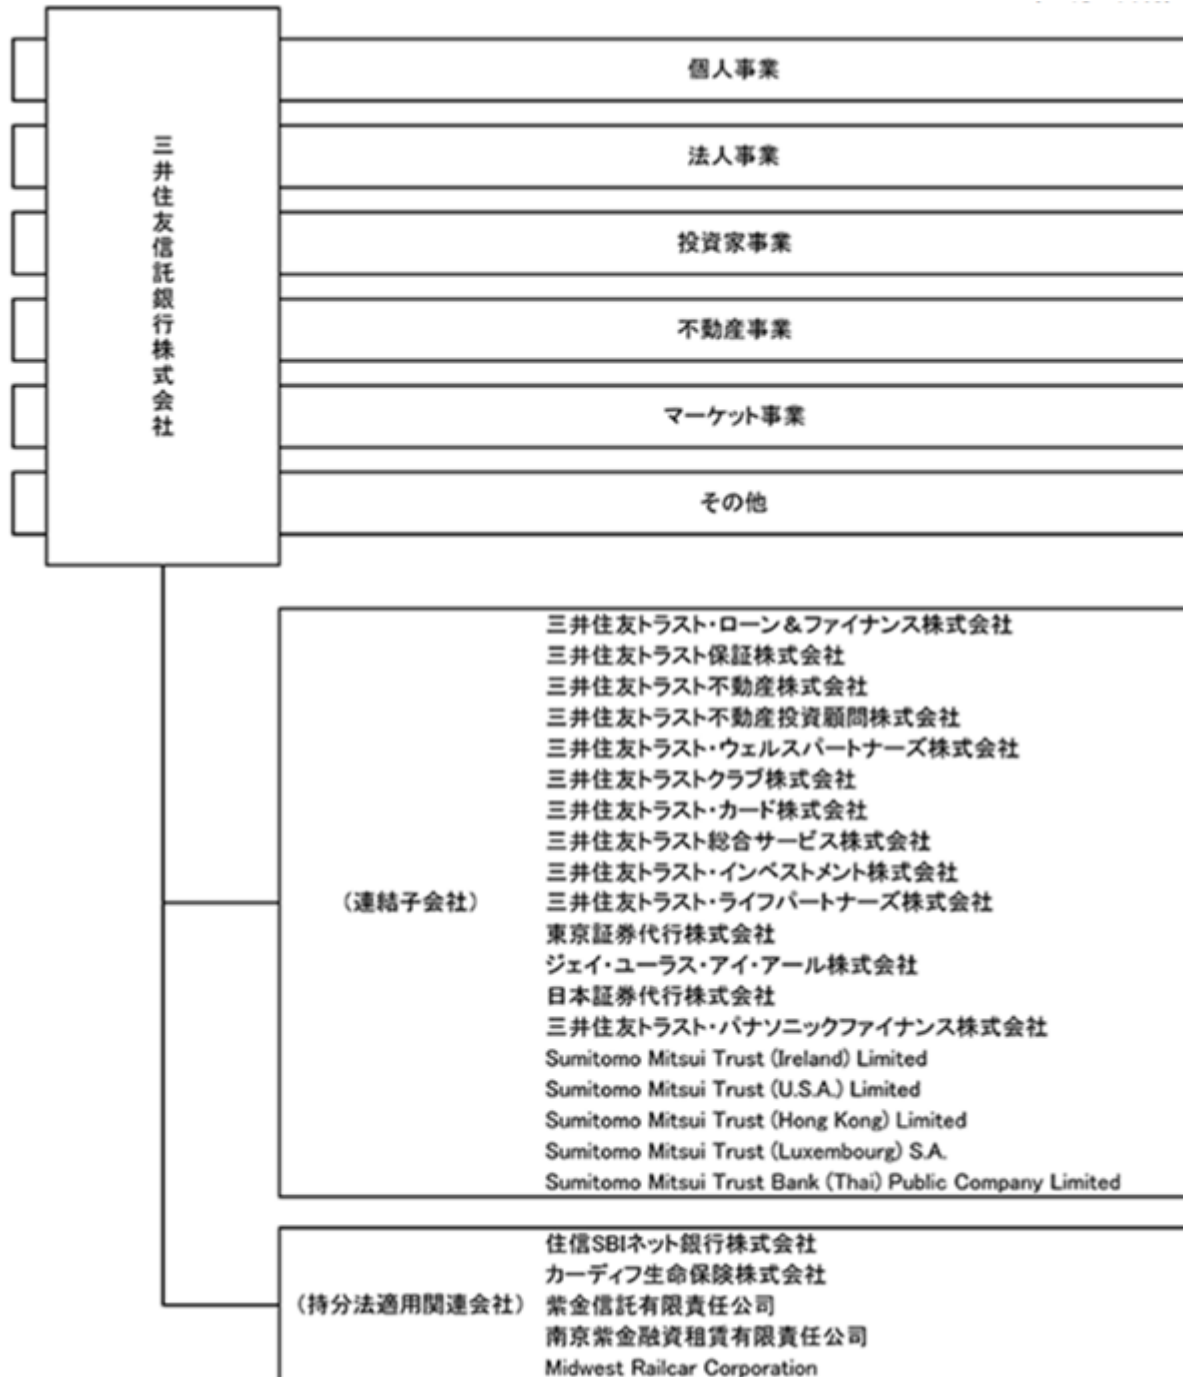 三井住友信託銀行株式会社
個人事業
法人事業
投資家事業
不動産事業
マーケット事業
その他
(連結子会社)
三井住友トラスト・ローン&ファイナンス株式会社
三井住友トラスト保証株式会社
三井住友トラスト不動産株式会社
三井住友トラスト不動産投資顧問株式会社
三井住友トラスト・ウェルスパートナーズ株式会社
三井住友トラストクラブ株式会社
三井住友トラスト・カード株式会社
三井住友トラスト総合サービス株式会社
三井住友トラスト・インベストメント株式会社
三井住友トラスト・ライフパートナーズ株式会社
東京証券代行株式会社
ジェイ・ユーラス・アイ・アール株式会社
日本証券代行株式会社
三井住友トラスト・パナソニックファイナンス株式会社
Sumitomo Mitsui Trust (Ireland) Limited
Sumitomo Mitsui Trust (U.S.A.) Limited
Sumitomo Mitsui Trust (Hong Kong) Limited
Sumitomo Mitsui Trust (Luxembourg) S.A.
Sumitomo Mitsui Trust Bank (Thai) Public Company Limited
(持分法適用関連会社)
住信SBIネット銀行株式会社
カーディフ生命保険株式会社
紫金信託有限責任公司
南京紫金融資租賃有限責任公司
Midwest Railcar Corporation